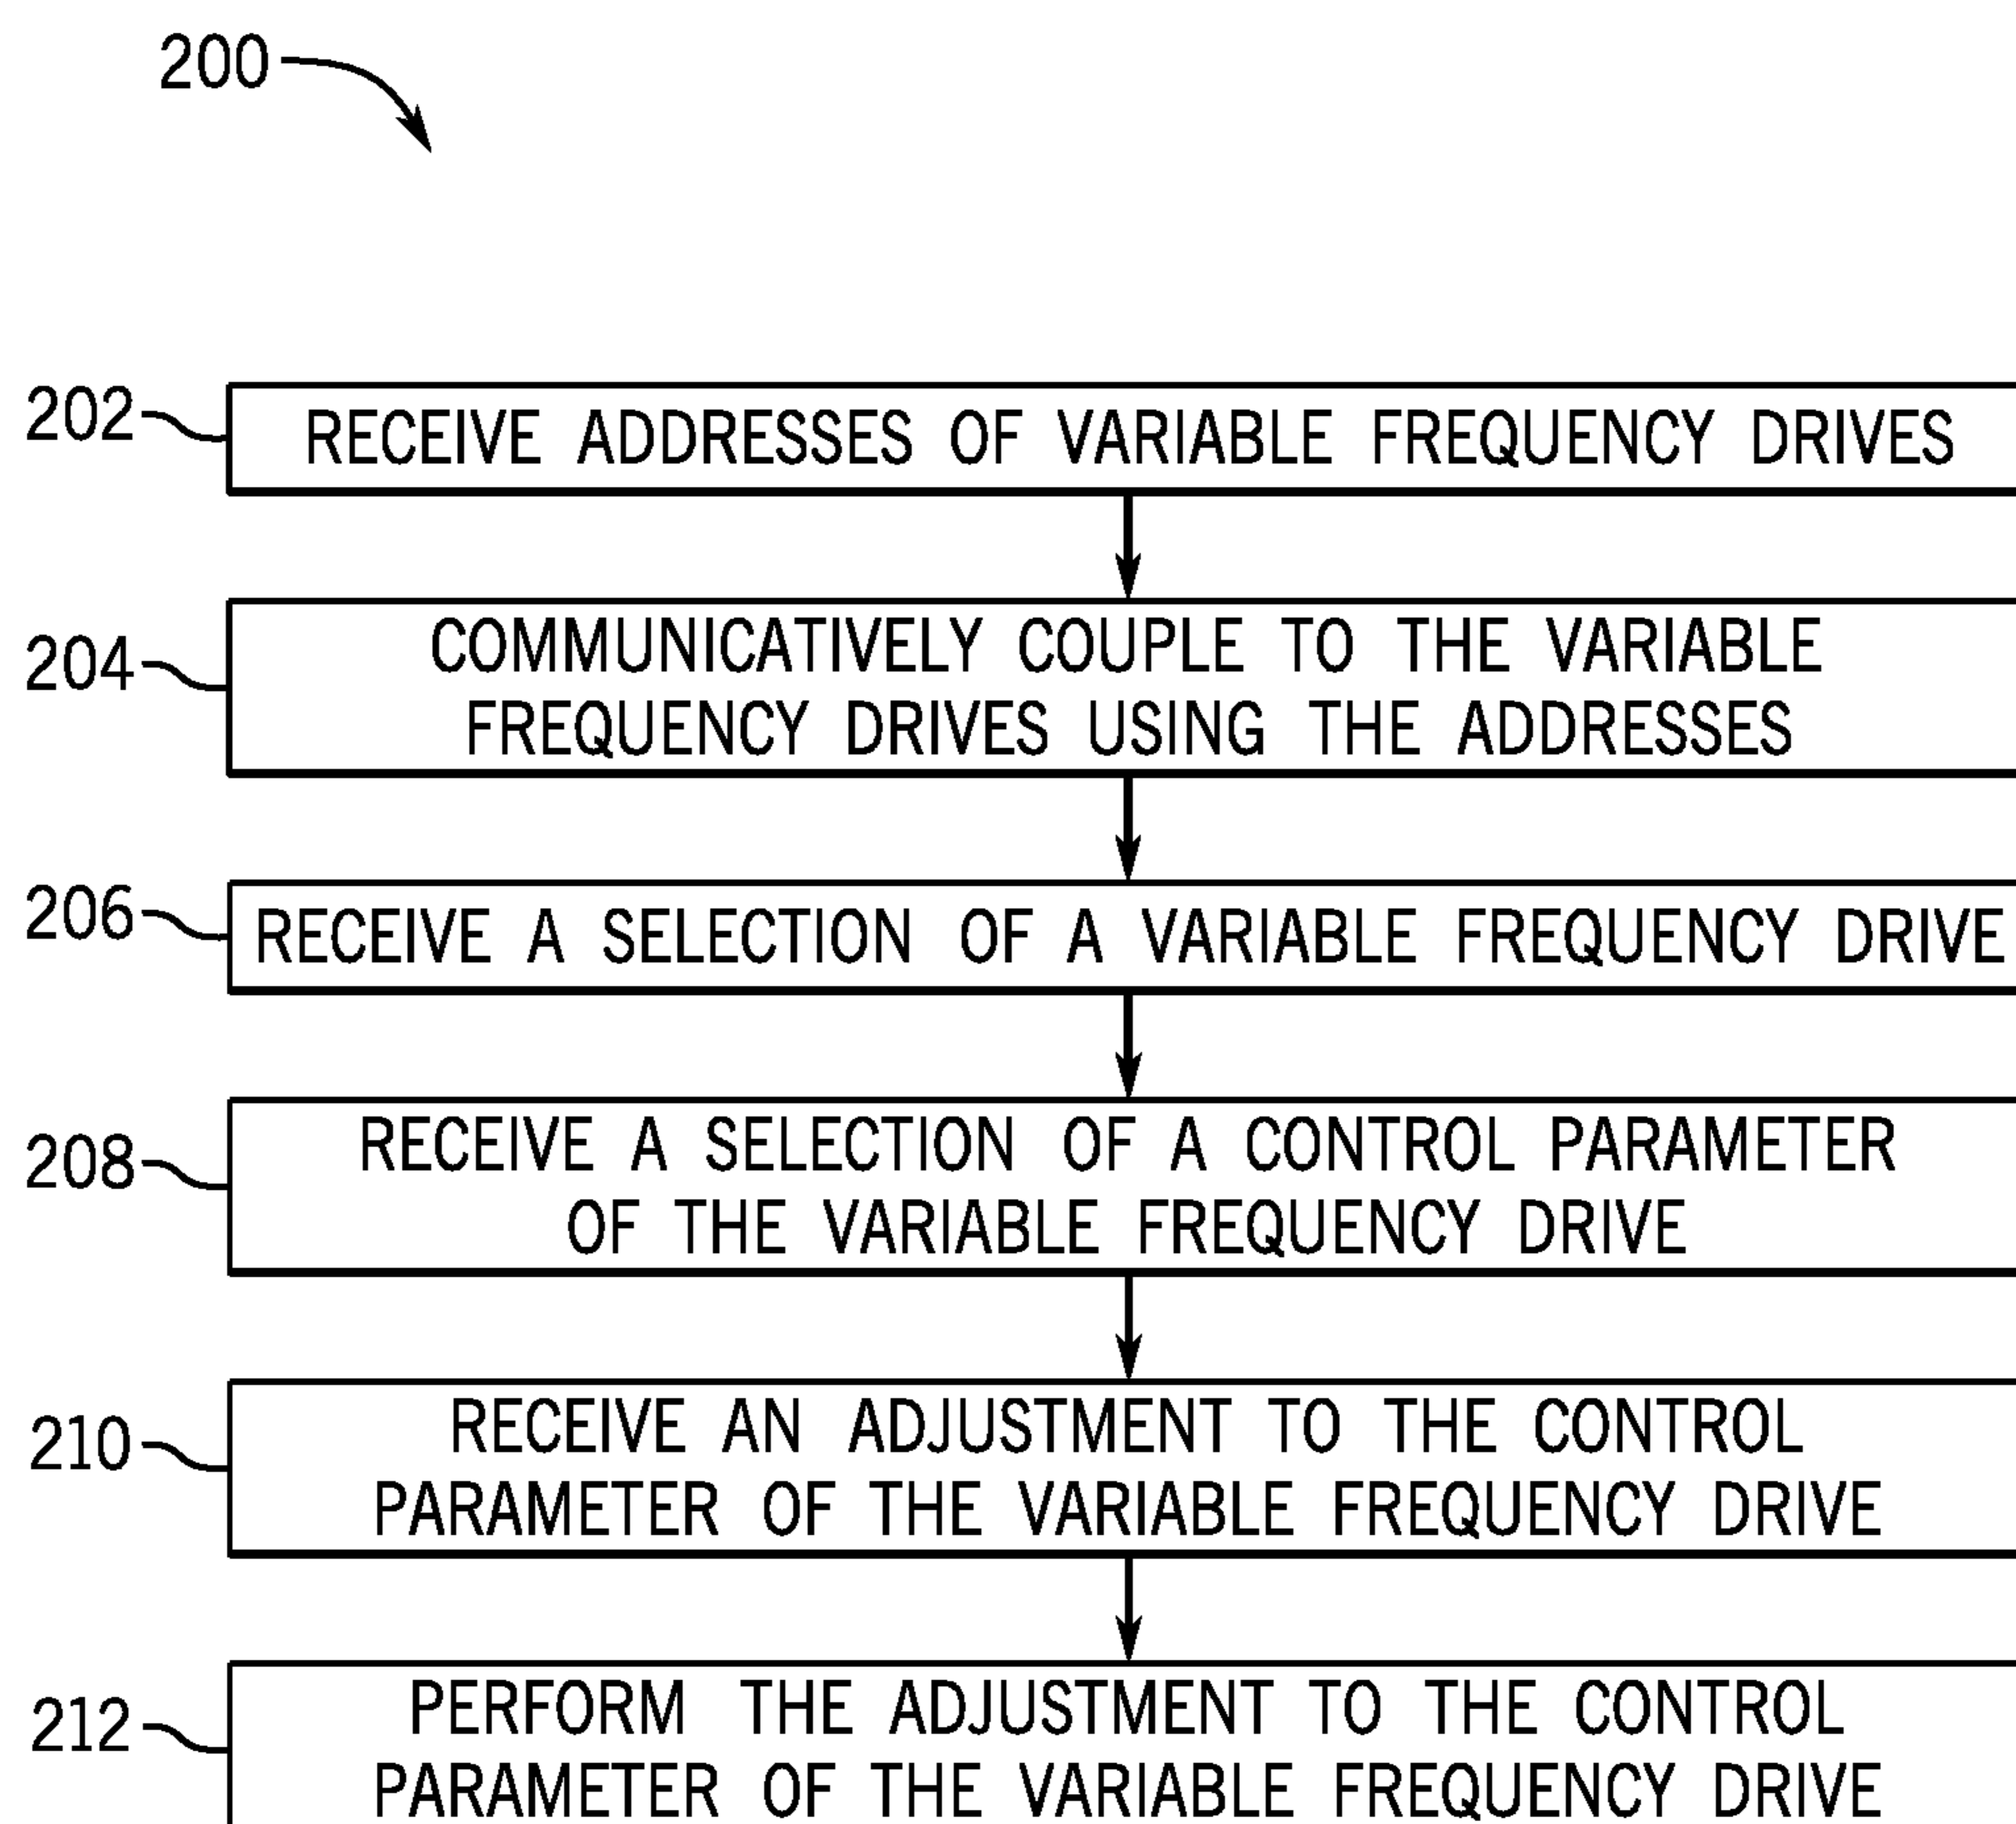 200
202
RECEIVE ADDRESSES OF VARIABLE FREQUENCY DRIVES
204
COMMUNICATIVELY COUPLE TO THE VARIABLE
FREQUENCY DRIVES USING THE ADDRESSES
206
RECEIVE A SELECTION OF A VARIABLE FREQUENCY DRIVE
208
RECEIVE A SELECTION OF A CONTROL PARAMETER
OF THE VARIABLE FREQUENCY DRIVE
210
RECEIVE AN ADJUSTMENT TO THE CONTROL
PARAMETER OF THE VARIABLE FREQUENCY DRIVE
212
PERFORM THE ADJUSTMENT TO THE CONTROL
PARAMETER OF THE VARIABLE FREQUENCY DRIVE